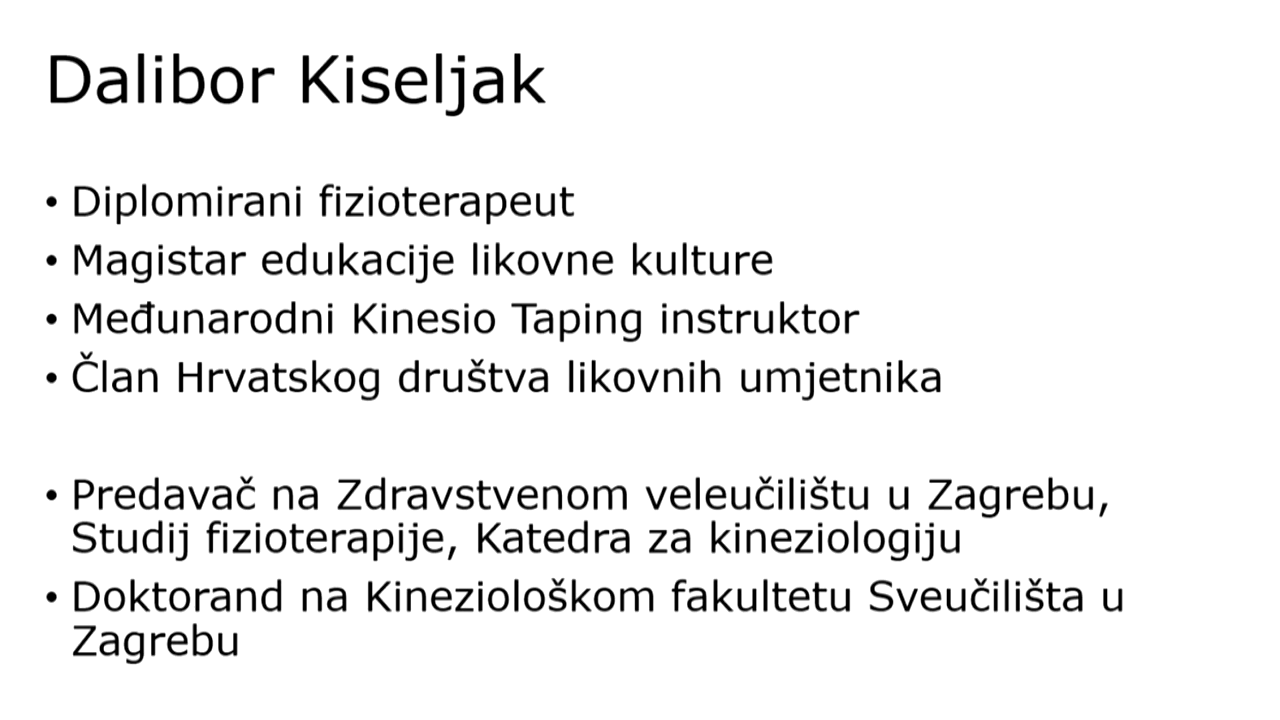 Dalibor Kiseljak
• Diplomirani fizioterapeut
• Magistar edukacije likovne kulture
• Međunarodni Kinesio Taping instruktor
• Član Hrvatskog društva likovnih umjetnika
• Predavač na Zdravstvenom veleučilištu u Zagrebu,
Studij fizioterapije, Katedra za kineziologiju
• Doktorand na Kineziološkom fakultetu Sveučilišta u
Zagrebu